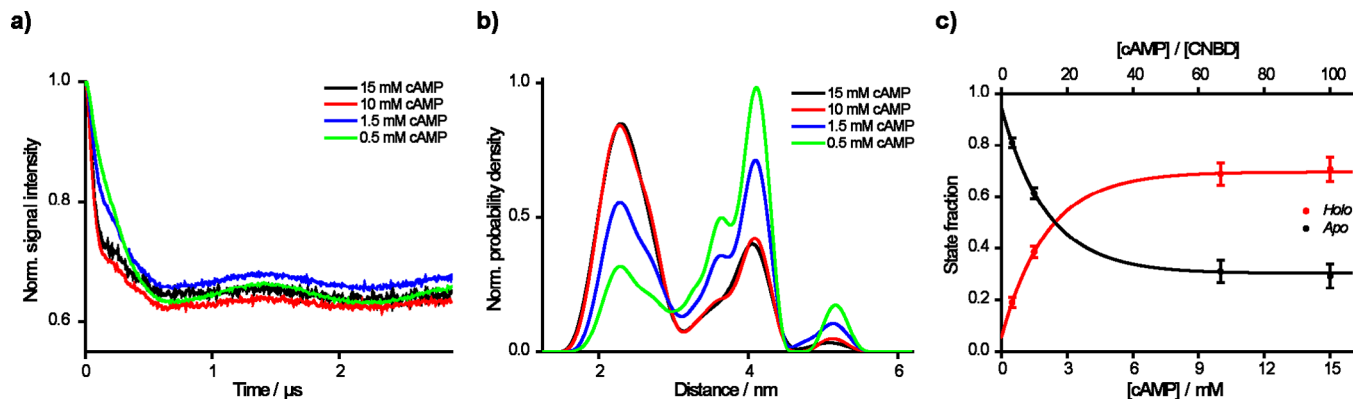 a)
Norm. signal intensity
1.0
0.8
0.6
0
1
2
Time / µs
15 mM cAMP
10 mM cAMP
1.5 mM cAMP
0.5 mM cAMP
b)
Norm. probability density
1.0
0.5
0.0
2
4
6
Distance / nm
15 mM cAMP
10 mM cAMP
1.5 mM cAMP
0.5 mM cAMP
c)
[cAMP] / [CNBD]
0 20 40 60 80 100
State fraction
1.0
0.8
0.6
0.4
0.2
0.0
Holo
Apo
0 3 6 9 12 15
[cAMP] / mM